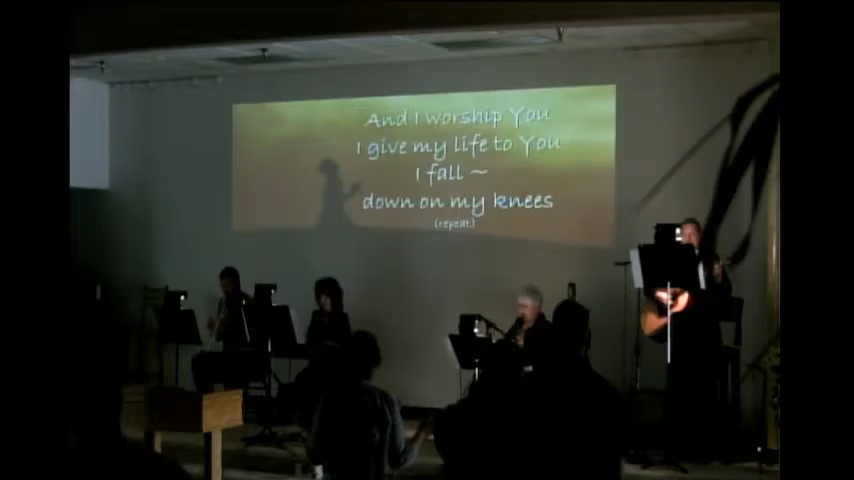 And I worship You
I give my life to You
I fall ~
down on my knees
(repeat)